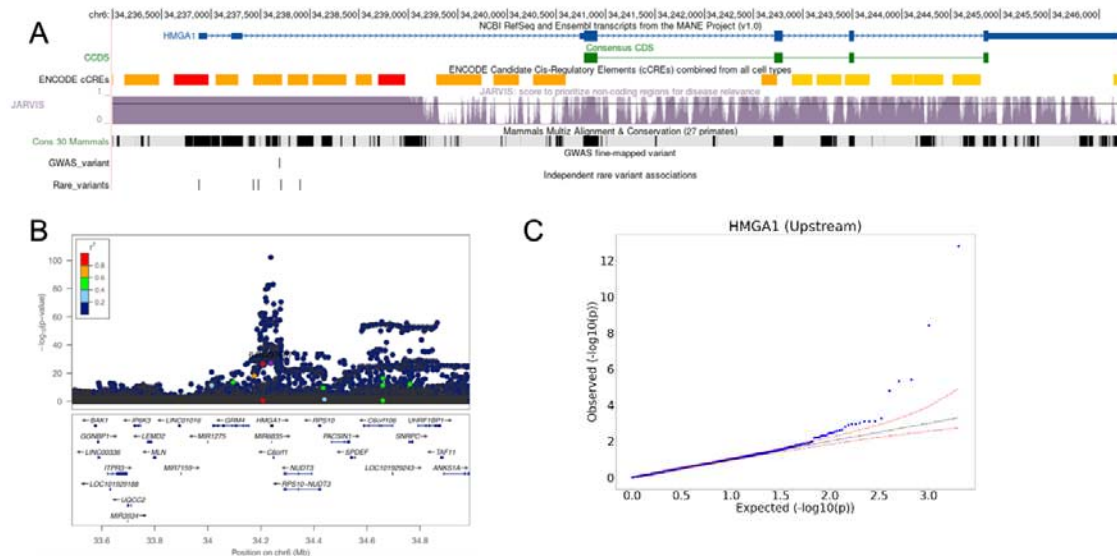 A
chr6: 34,236,500| 34,237,000| 34,237,500| 34,238,000| 34,238,500| 34,239,000| 34,239,500| 34,240,000| 34,240,500| 34,241,000| 34,241,500| 34,242,000| 34,242,500| 34,243,000| 34,243,500| 34,244,000| 34,244,500| 34,245,000| 34,245,500| 34,246,000|
NCBI RefSeq and Ensembl transcripts from the MANE Project (v1.0)
HMGA1
Consensus CDS
CCDS
ENCODE Candidate Cis-Regulatory Elements (cCREs) combined from all cell types
ENCODE cCREs
JARVIS: score to prioritize non-coding regions for disease relevance
1
JARVIS
0
Mammals Multiz Alignment & Conservation (27 primates)
Cons 30 Mammals
GWAS fine-mapped variant
GWAS_variant
Independent rare variant associations
Rare_variants
B
r²
0.8
0.6
0.4
0.2
100
80
60
40
20
0
−log10(p−value)
BAK1 IP6K3 LINC01016 GRM4 HMGA1 RPS10 C6orf106 UHRF1BP1
GGNBP1 LEMD2 MIR1275 MIR6835 PACSIN1 SNRPC
LINC00336 MLN C6orf1 SPDEF TAF11
ITPR3 MIR7159 NUDT3 LOC101929243 ANKS1A
LOC101929188 RPS10−NUDT3
UQCC2
MIR3934
33.6 33.8 34 34.2 34.4 34.6 34.8
Position on chr6 (Mb)
C
HMGA1 (Upstream)
12
10
8
6
4
2
0
Observed (-log10(p))
0.0 0.5 1.0 1.5 2.0 2.5 3.0
Expected (-log10(p))